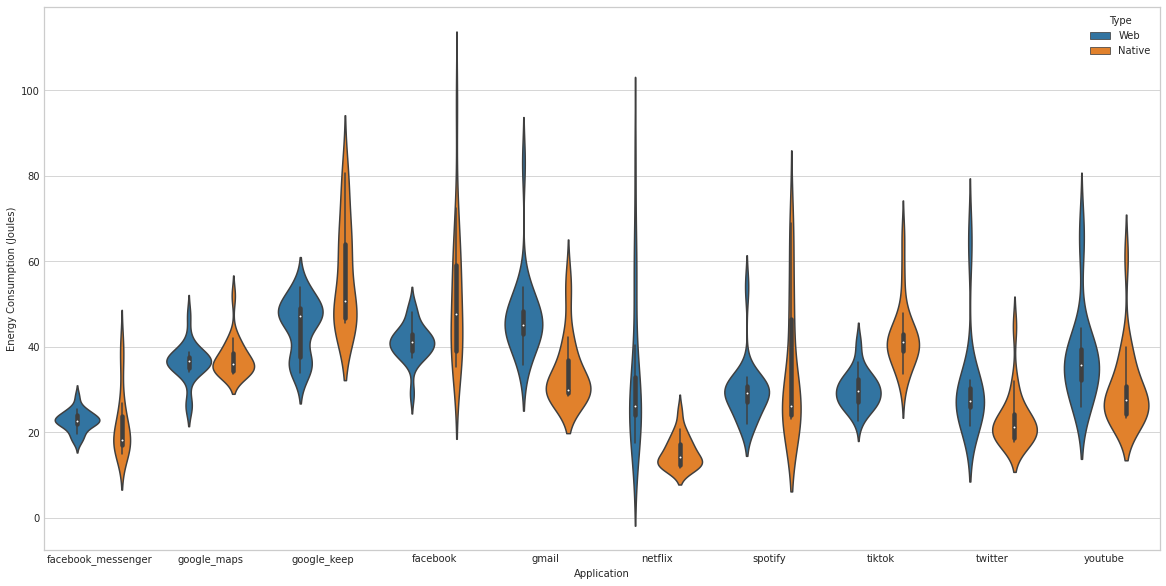 Type
Web
Native
Energy Consumption (Joules)
100
80
60
40
20
0
facebook_messenger google_maps google_keep facebook gmail netflix spotify tiktok twitter youtube
Application